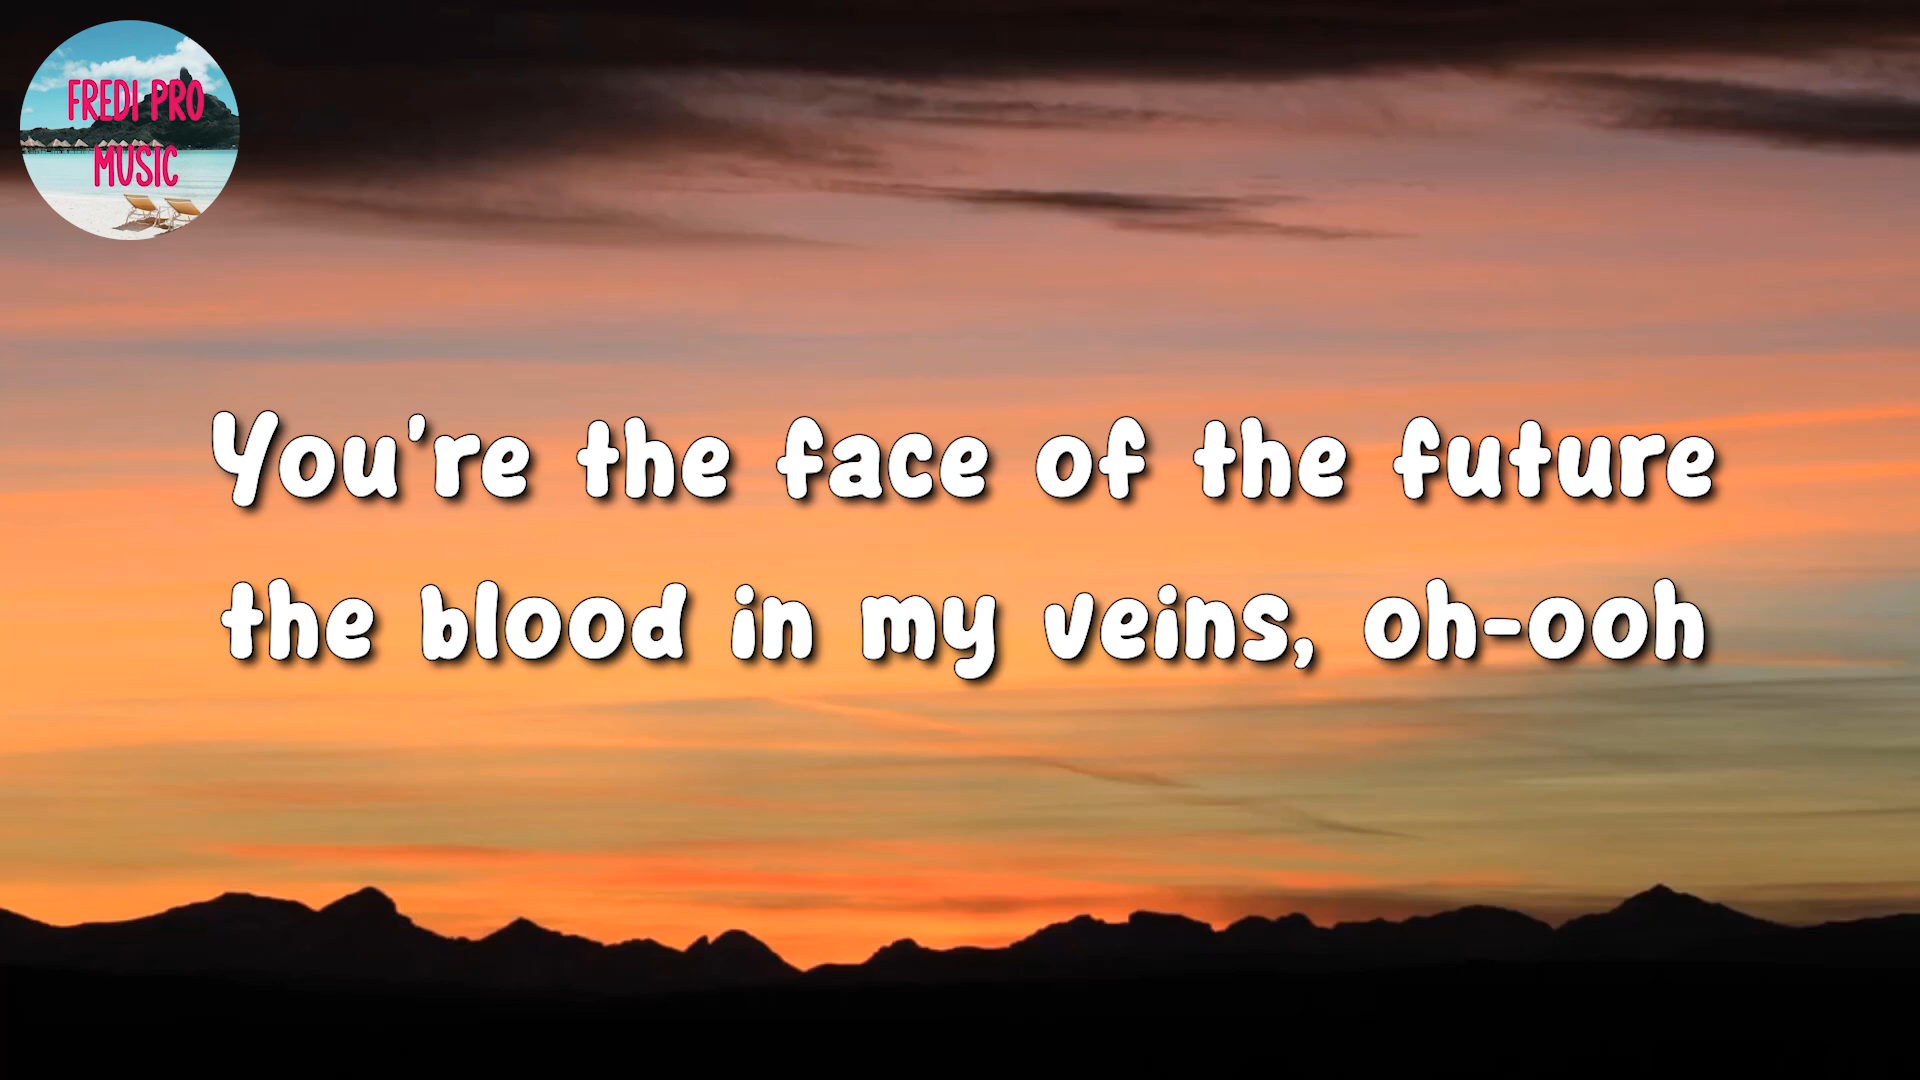 FREDI PRO
MUSIC
You're the face of the future
the blood in my veins, oh-ooh